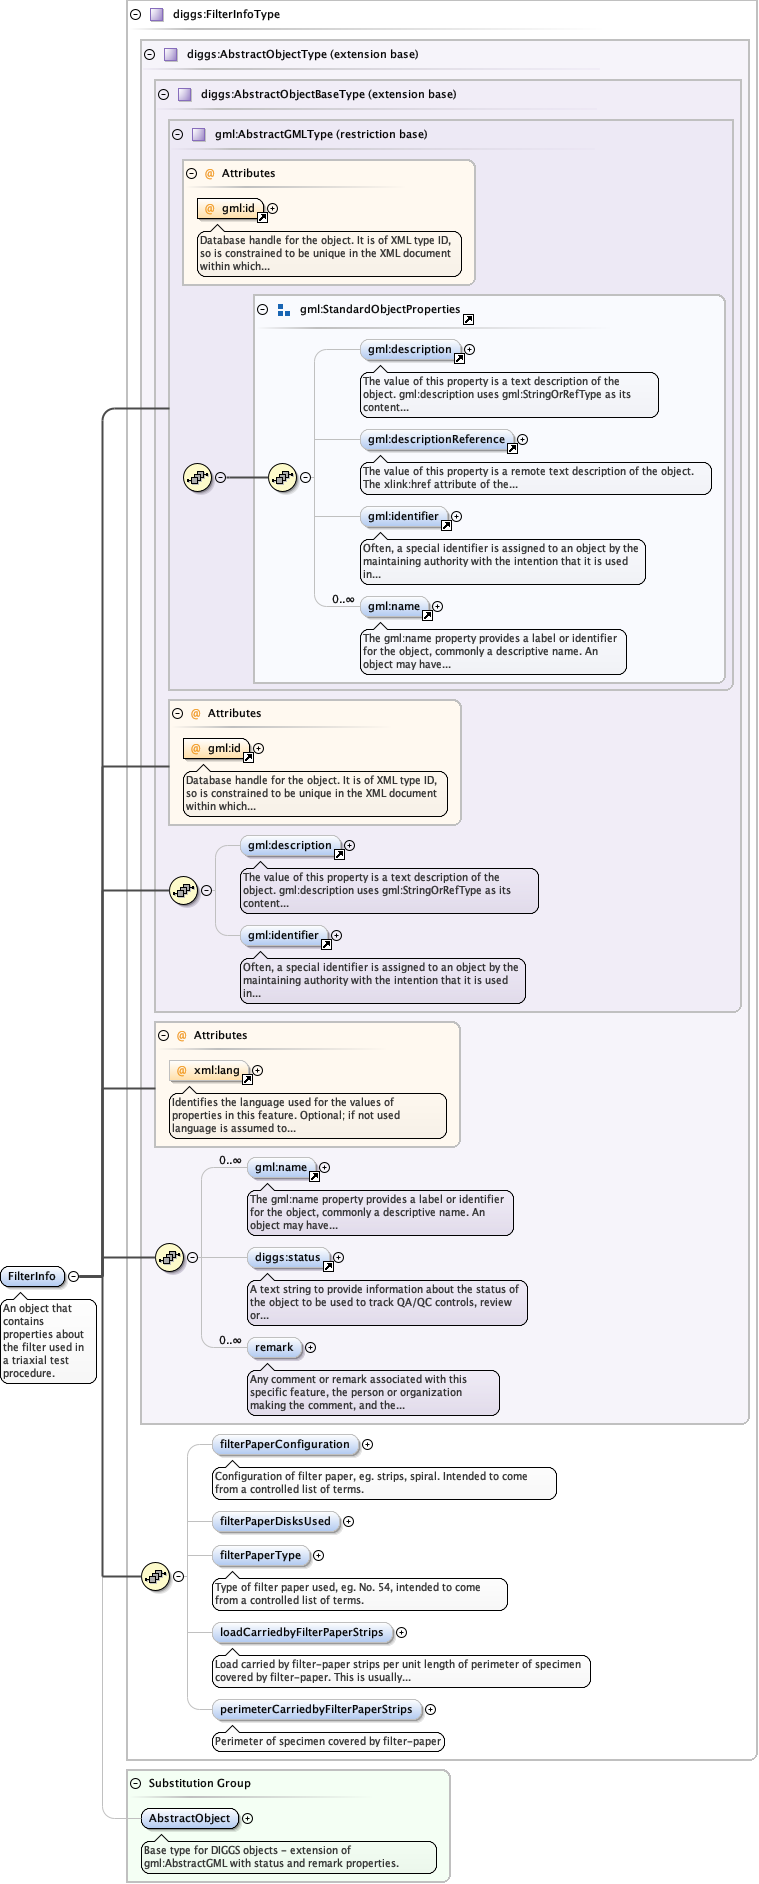 diggs:FilterInfoType
diggs:AbstractObjectType (extension base)
diggs:AbstractObjectBaseType (extension base)
gml:AbstractGMLType (restriction base)
@ Attributes
@ gml:id
Database handle for the object. It is of XML type ID,
so is constrained to be unique in the XML document
within which...
gml:StandardObjectProperties
gml:description
The value of this property is a text description of the
object. gml:description uses gml:StringOrRefType as its
content...
gml:descriptionReference
The value of this property is a remote text description of the object.
The xlink:href attribute of the...
gml:identifier
Often, a special identifier is assigned to an object by the
maintaining authority with the intention that it is used
in...
0..∞
gml:name
The gml:name property provides a label or identifier
for the object, commonly a descriptive name. An
object may have...
@ Attributes
@ gml:id
Database handle for the object. It is of XML type ID,
so is constrained to be unique in the XML document
within which...
gml:description
The value of this property is a text description of the
object. gml:description uses gml:StringOrRefType as its
content...
gml:identifier
Often, a special identifier is assigned to an object by the
maintaining authority with the intention that it is used
in...
@ Attributes
@ xml:lang
Identifies the language used for the values of
properties in this feature. Optional; if not used
language is assumed to...
0..∞
gml:name
The gml:name property provides a label or identifier
for the object, commonly a descriptive name. An
object may have...
diggs:status
A text string to provide information about the status of
the object to be used to track QA/QC controls, review
or...
0..∞
remark
Any comment or remark associated with this
specific feature, the person or organization
making the comment, and the...
FilterInfo
An object that
contains
properties about
the filter used in
a triaxial test
procedure.
filterPaperConfiguration
Configuration of filter paper, eg. strips, spiral. Intended to come
from a controlled list of terms.
filterPaperDisksUsed
filterPaperType
Type of filter paper used, eg. No. 54, intended to come
from a controlled list of terms.
loadCarriedbyFilterPaperStrips
Load carried by filter-paper strips per unit length of perimeter of specimen
covered by filter-paper. This is usually...
perimeterCarriedbyFilterPaperStrips
Perimeter of specimen covered by filter-paper
Substitution Group
AbstractObject
Base type for DIGGS objects - extension of
gml:AbstractGML with status and remark properties.